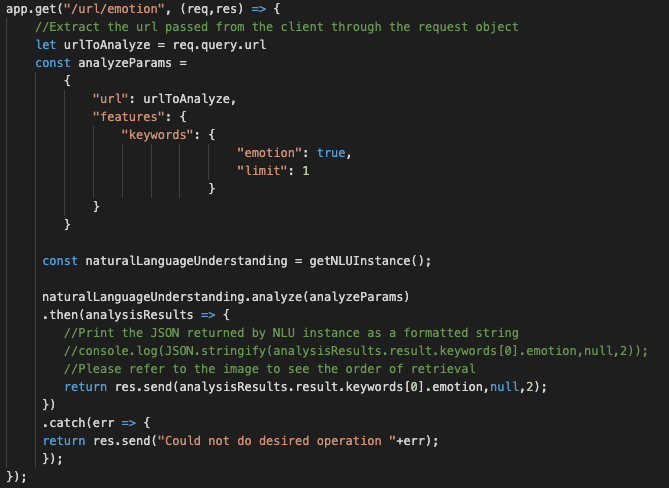 app.get("/url/emotion", (req,res) => {
    //Extract the url passed from the client through the request object
    let urlToAnalyze = req.query.url
    const analyzeParams =
        {
            "url": urlToAnalyze,
            "features": {
                "keywords": {
                                "emotion": true,
                                "limit": 1
                            }
            }
        }

     const naturalLanguageUnderstanding = getNLUInstance();

     naturalLanguageUnderstanding.analyze(analyzeParams)
     .then(analysisResults => {
        //Print the JSON returned by NLU instance as a formatted string
        //console.log(JSON.stringify(analysisResults.result.keywords[0].emotion,null,2));
        //Please refer to the image to see the order of retrieval
        return res.send(analysisResults.result.keywords[0].emotion,null,2);
     })
     .catch(err => {
     return res.send("Could not do desired operation "+err);
     });
});